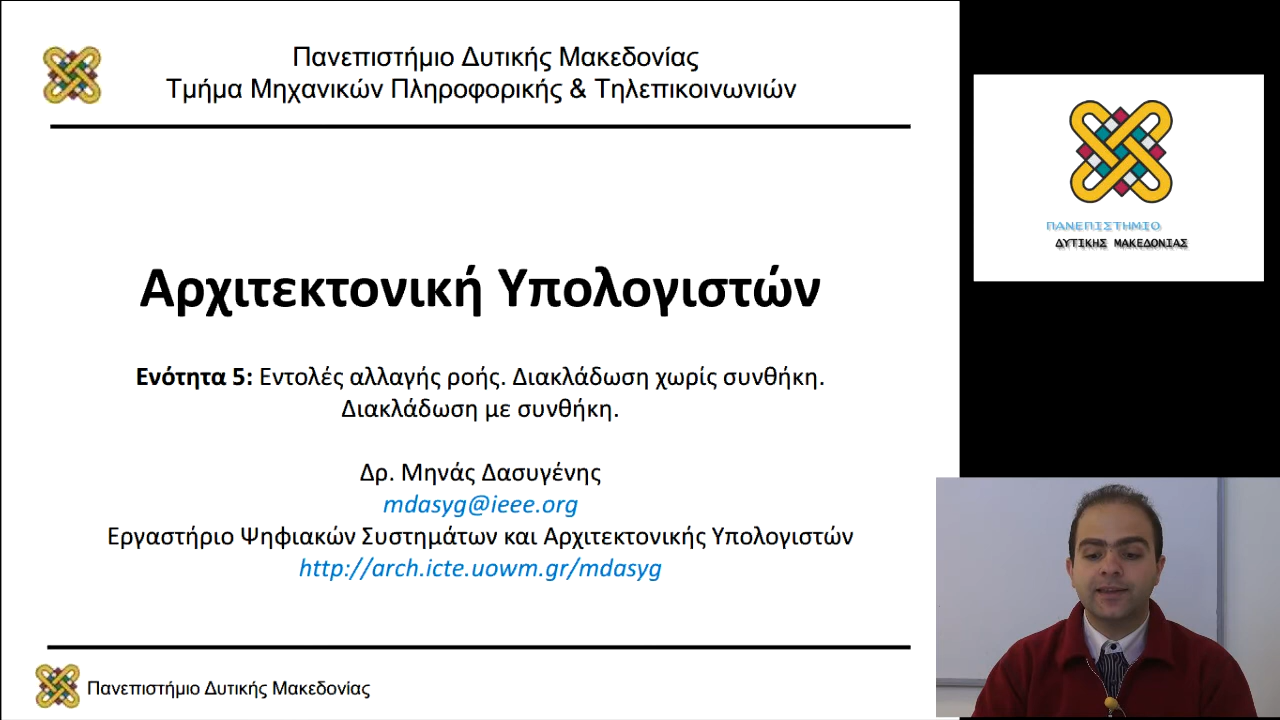 Πανεπιστήμιο Δυτικής Μακεδονίας
Τμήμα Μηχανικών Πληροφορικής & Τηλεπικοινωνιών
Αρχιτεκτονική Υπολογιστών
Ενότητα 5: Εντολές αλλαγής ροής. Διακλάδωση χωρίς συνθήκη.
Διακλάδωση με συνθήκη.
Δρ. Μηνάς Δασυγένης
mdasyg@ieee.org
Εργαστήριο Ψηφιακών Συστημάτων και Αρχιτεκτονικής Υπολογιστών
http://arch.icte.uowm.gr/mdasyg
Πανεπιστήμιο Δυτικής Μακεδονίας
ΠΑΝΕΠΙΣΤΗΜΙΟ
ΔΥΤΙΚΗΣ ΜΑΚΕΔΟΝΙΑΣ